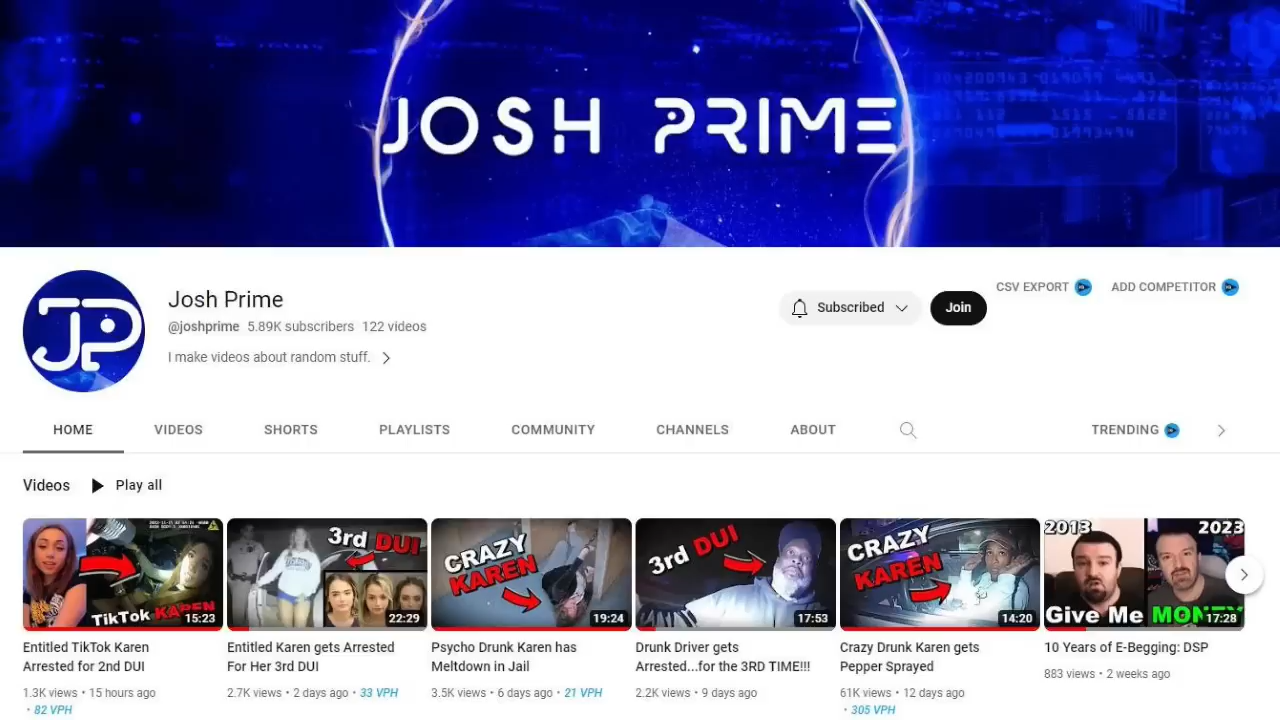 JOSH PRIME
JP
Josh Prime
@joshprime 5.89K subscribers 122 videos
I make videos about random stuff.
Subscribed
Join
CSV EXPORT
ADD COMPETITOR
HOME VIDEOS SHORTS PLAYLISTS COMMUNITY CHANNELS ABOUT TRENDING
Videos Play all
TikTok KAREN
15:23
3rd DUI
22:29
CRAZY
KAREN
19:24
3rd DUI
17:53
CRAZY
KAREN
14:20
2013 2023
Give Me MONEY
17:28
Entitled TikTok Karen
Arrested for 2nd DUI
1.3K views • 15 hours ago
• 82 VPH
Entitled Karen gets Arrested
For Her 3rd DUI
2.7K views • 2 days ago • 33 VPH
Psycho Drunk Karen has
Meltdown in Jail
3.5K views • 6 days ago • 21 VPH
Drunk Driver gets
Arrested...for the 3RD TIME!!!
2.2K views • 9 days ago
Crazy Drunk Karen gets
Pepper Sprayed
61K views • 12 days ago
• 305 VPH
10 Years of E-Begging: DSP
883 views • 2 weeks ago